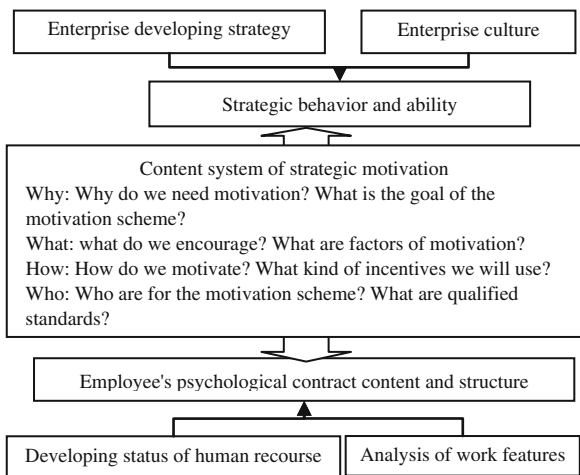 Enterprise developing strategy
Enterprise culture
Strategic behavior and ability
Content system of strategic motivation
Why: Why do we need motivation? What is the goal of the
motivation scheme?
What: what do we encourage? What are factors of motivation?
How: How do we motivate? What kind of incentives we will use?
Who: Who are for the motivation scheme? What are qualified
standards?
Employee's psychological contract content and structure
Developing status of human recourse
Analysis of work features